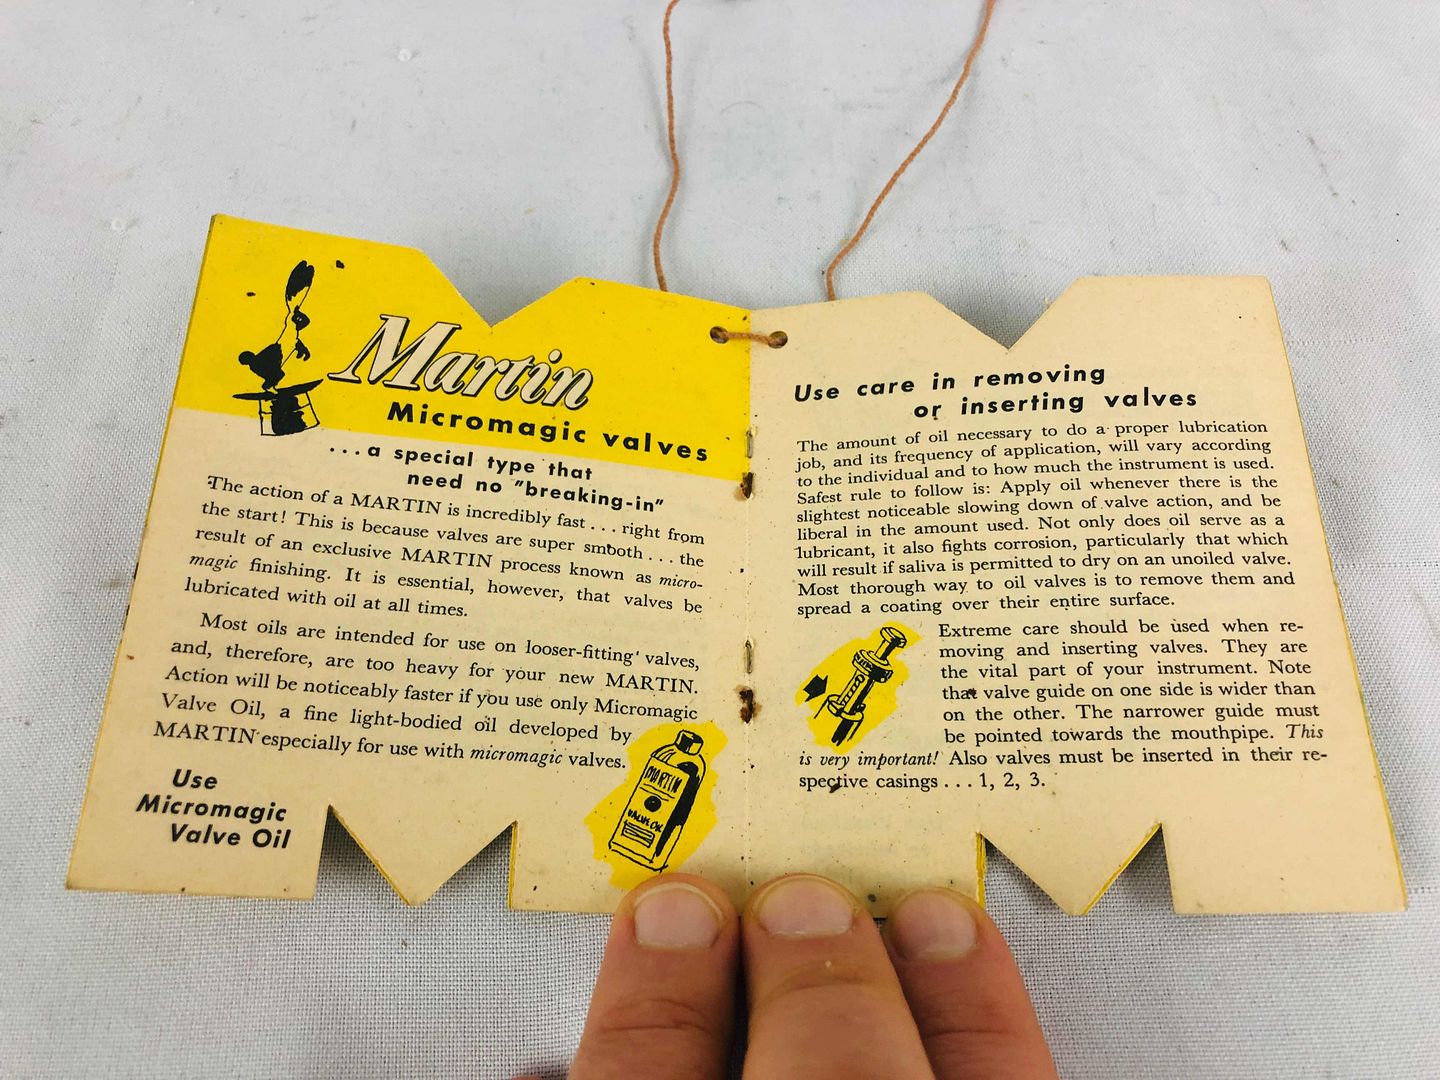 Martin
Micromagic valves
...a special type that
need no "breaking-in"
The action of a MARTIN is incredibly fast . . . right from
the start! This is because valves are super smooth . . . the
result of an exclusive MARTIN process known as micro-
magic finishing. It is essential, however, that valves be
lubricated with oil at all times.
Most oils are intended for use on looser-fitting valves,
and, therefore, are too heavy for your new MARTIN.
Action will be noticeably faster if you use only Micromagic
Valve Oil, a fine light-bodied oil developed by
MARTIN especially for use with micromagic valves.
Use
Micromagic
Valve Oil
MARTIN
VALVE OIL
Use care in removing
or inserting valves
The amount of oil necessary to do a proper lubrication
job, and its frequency of application, will vary according
to the individual and to how much the instrument is used.
Safest rule to follow is: Apply oil whenever there is the
slightest noticeable slowing down of valve action, and be
liberal in the amount used. Not only does oil serve as a
lubricant, it also fights corrosion, particularly that which
will result if saliva is permitted to dry on an unoiled valve.
Most thorough way to oil valves is to remove them and
spread a coating over their entire surface.
Extreme care should be used when re-
moving and inserting valves. They are
the vital part of your instrument. Note
that valve guide on one side is wider than
on the other. The narrower guide must
be pointed towards the mouthpipe. This
is very important! Also valves must be inserted in their re-
spective casings . . . 1, 2, 3.